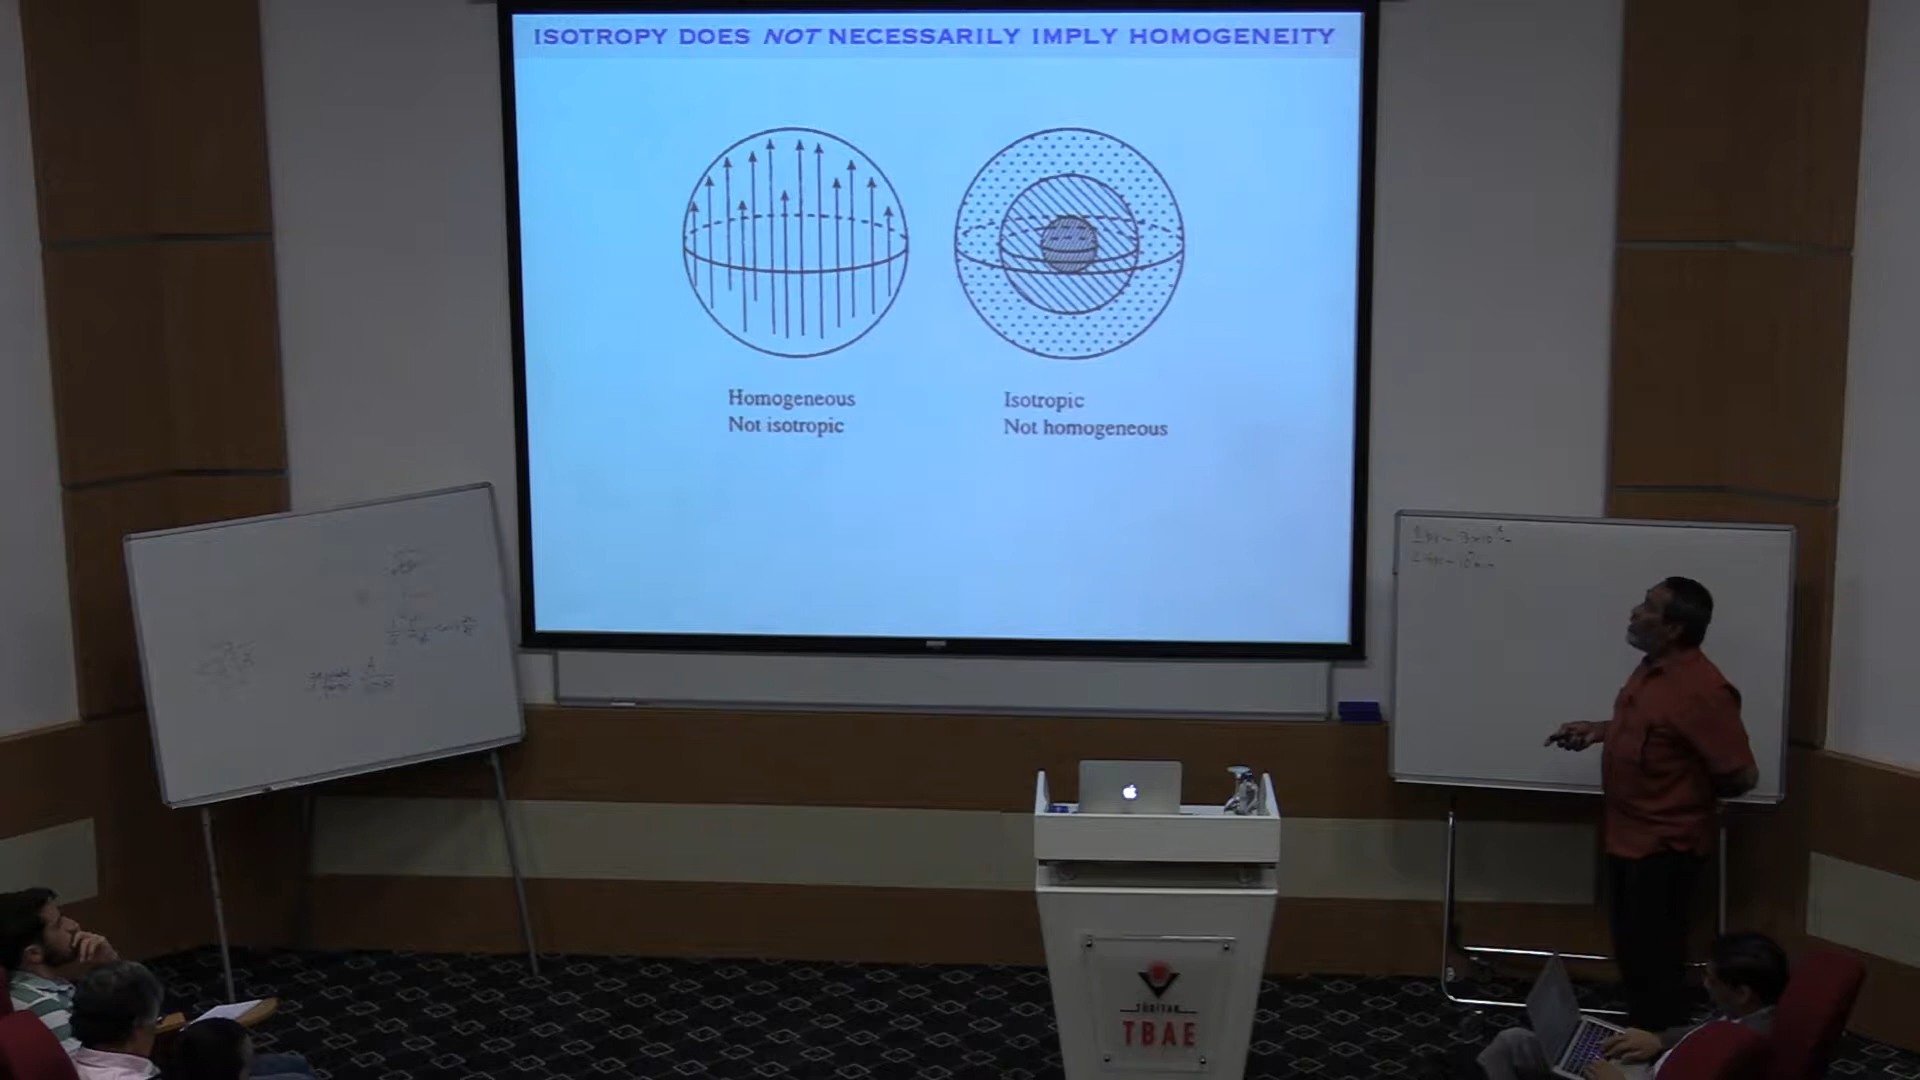 ISOTROPY DOES NOT NECESSARILY IMPLY HOMOGENEITY
Homogeneous
Not isotropic
Isotropic
Not homogeneous
TÜBİTAK
TBAE